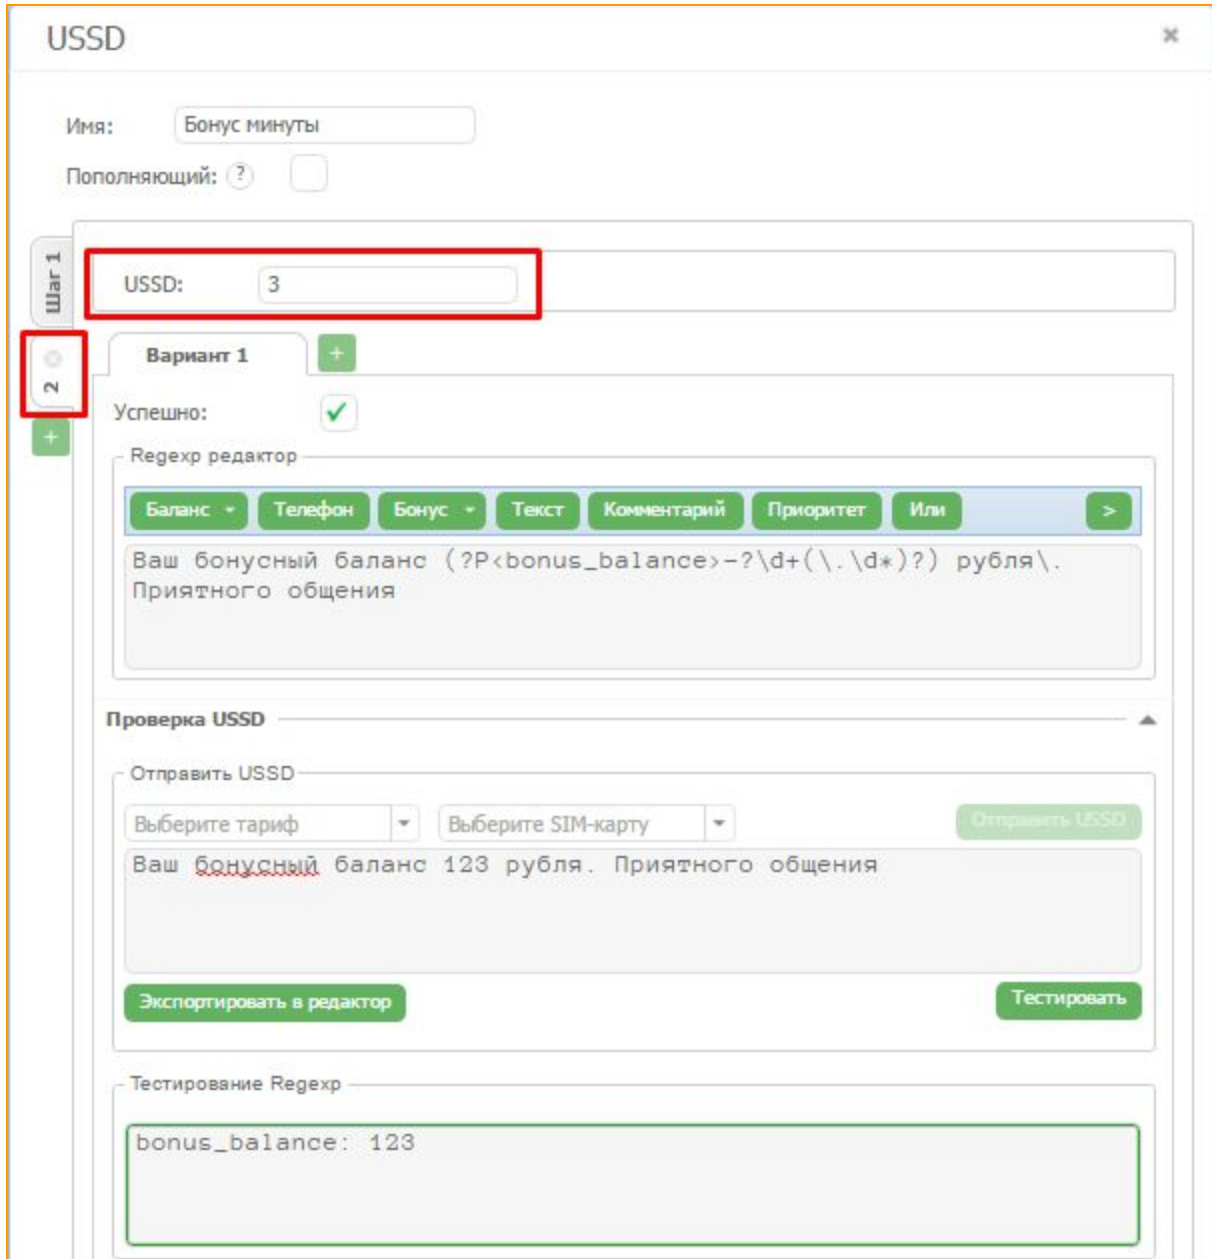 USSD
Имя: Бонус минуты
Пополняющий: ?
Шаг 1
USSD: 3
2
Вариант 1 +
+
Успешно:
Regexp редактор
Баланс Телефон Бонус Текст Комментарий Приоритет Или >
Ваш бонусный баланс (?P<bonus_balance>-?\d+(\.\d*)?) рубля\.
Приятного общения
Проверка USSD
Отправить USSD
Выберите тариф Выберите SIM-карту Отправить USSD
Ваш бонусный баланс 123 рубля. Приятного общения
Экспортировать в редактор Тестировать
Тестирование Regexp
bonus_balance: 123